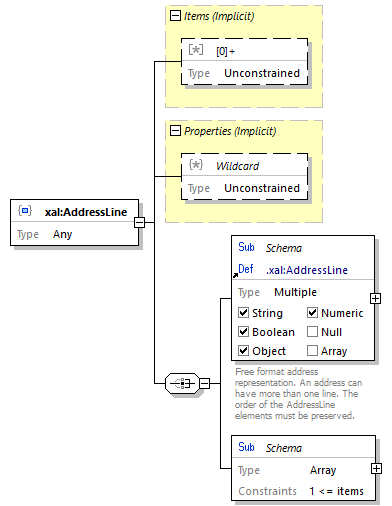 Items (Implicit)
[0]+
Type Unconstrained
Properties (Implicit)
Wildcard
Type Unconstrained
xal:AddressLine
Type Any
Sub Schema
Def .xal:AddressLine
Type Multiple
String Numeric
Boolean Null
Object Array
Free format address
representation. An address can
have more than one line. The
order of the AddressLine
elements must be preserved.
Sub Schema
Type Array
Constraints 1 <= items